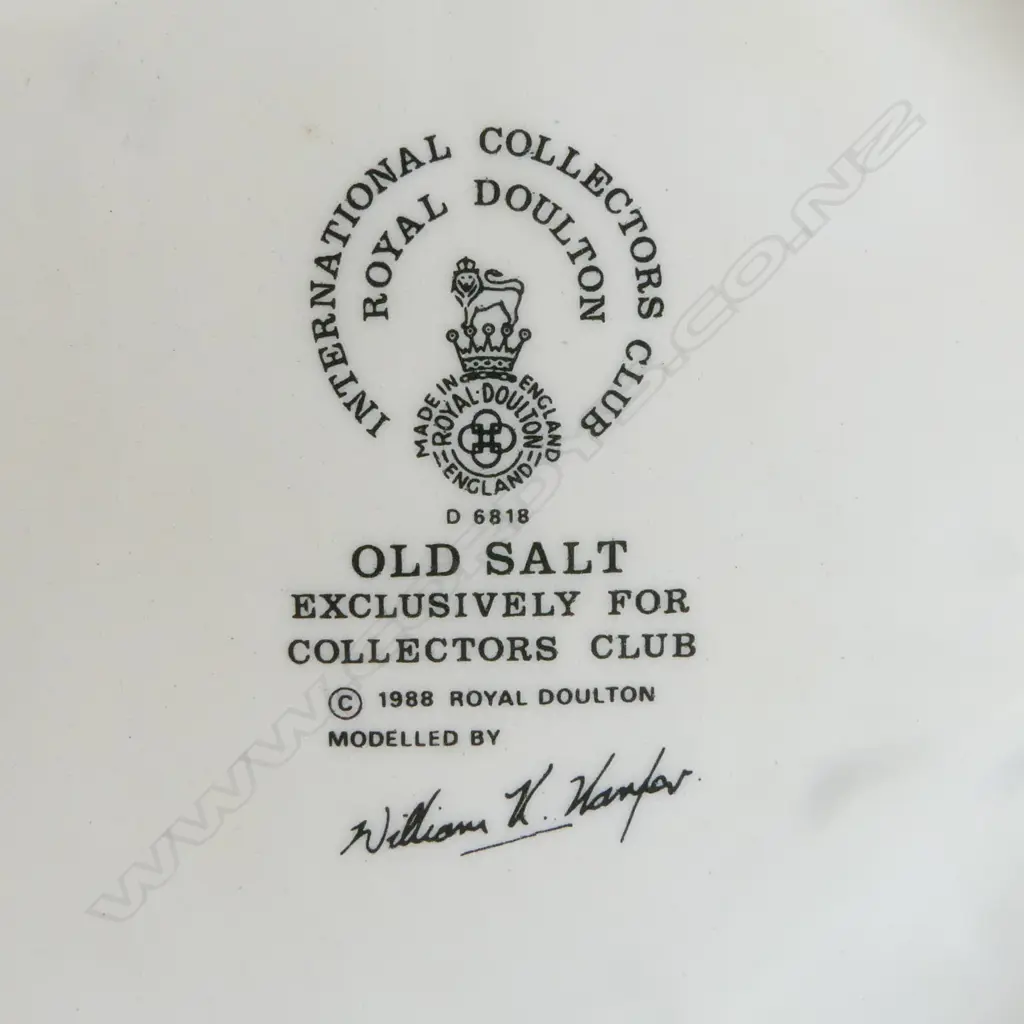 INTERNATIONAL COLLECTORS CLUB
ROYAL DOULTON
MADE IN ENGLAND
ROYAL·DOULTON
ENGLAND
D 6818
OLD SALT
EXCLUSIVELY FOR
COLLECTORS CLUB
© 1988 ROYAL DOULTON
MODELLED BY
William K. Harper